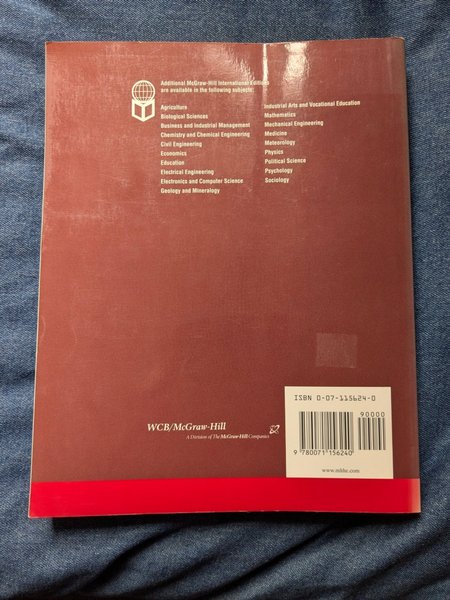 Additional McGraw-Hill International Editions
are available in the following subjects:
Agriculture
Biological Sciences
Business and Industrial Management
Chemistry and Chemical Engineering
Civil Engineering
Economics
Education
Electrical Engineering
Electronics and Computer Science
Geology and Mineralogy
Industrial Arts and Vocational Education
Mathematics
Mechanical Engineering
Medicine
Meteorology
Physics
Political Science
Psychology
Sociology
WCB/McGraw-Hill
A Division of The McGraw-Hill Companies
ISBN 0-07-115624-0
90000
9 780071 156240
www.mhhe.com